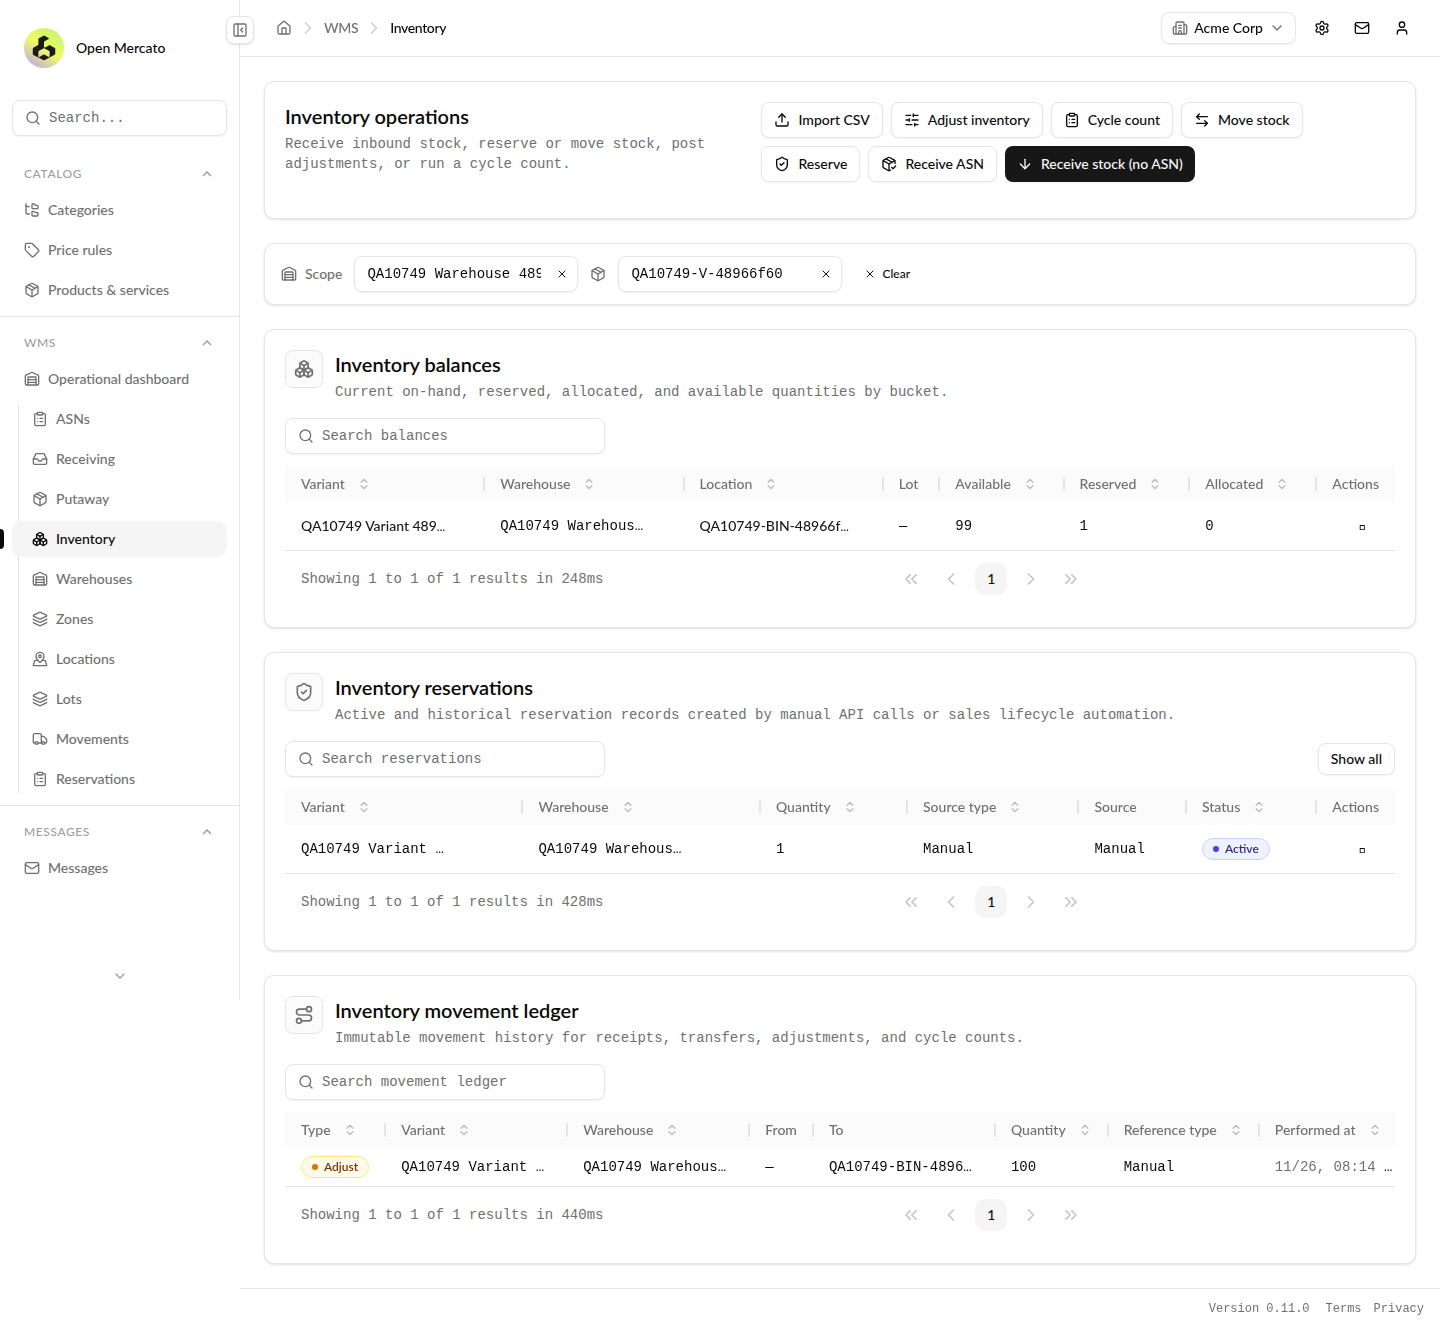 Open Mercato
Search...
CATALOG
Categories
Price rules
Products & services
WMS
Operational dashboard
ASNs
Receiving
Putaway
Inventory
Warehouses
Zones
Locations
Lots
Movements
Reservations
MESSAGES
Messages
WMS Inventory
Acme Corp
Inventory operations
Receive inbound stock, reserve or move stock, post
adjustments, or run a cycle count.
Import CSV Adjust inventory Cycle count Move stock
Reserve Receive ASN Receive stock (no ASN)
Scope QA10749 Warehouse 489 QA10749-V-48966f60 Clear
Inventory balances
Current on-hand, reserved, allocated, and available quantities by bucket.
Search balances
Variant Warehouse Location Lot Available Reserved Allocated Actions
QA10749 Variant 489… QA10749 Warehous… QA10749-BIN-48966f… — 99 1 0
Showing 1 to 1 of 1 results in 248ms 1
Inventory reservations
Active and historical reservation records created by manual API calls or sales lifecycle automation.
Search reservations Show all
Variant Warehouse Quantity Source type Source Status Actions
QA10749 Variant … QA10749 Warehous… 1 Manual Manual Active
Showing 1 to 1 of 1 results in 428ms 1
Inventory movement ledger
Immutable movement history for receipts, transfers, adjustments, and cycle counts.
Search movement ledger
Type Variant Warehouse From To Quantity Reference type Performed at
Adjust QA10749 Variant … QA10749 Warehous… — QA10749-BIN-4896… 100 Manual 11/26, 08:14 …
Showing 1 to 1 of 1 results in 440ms 1
Version 0.11.0 Terms Privacy